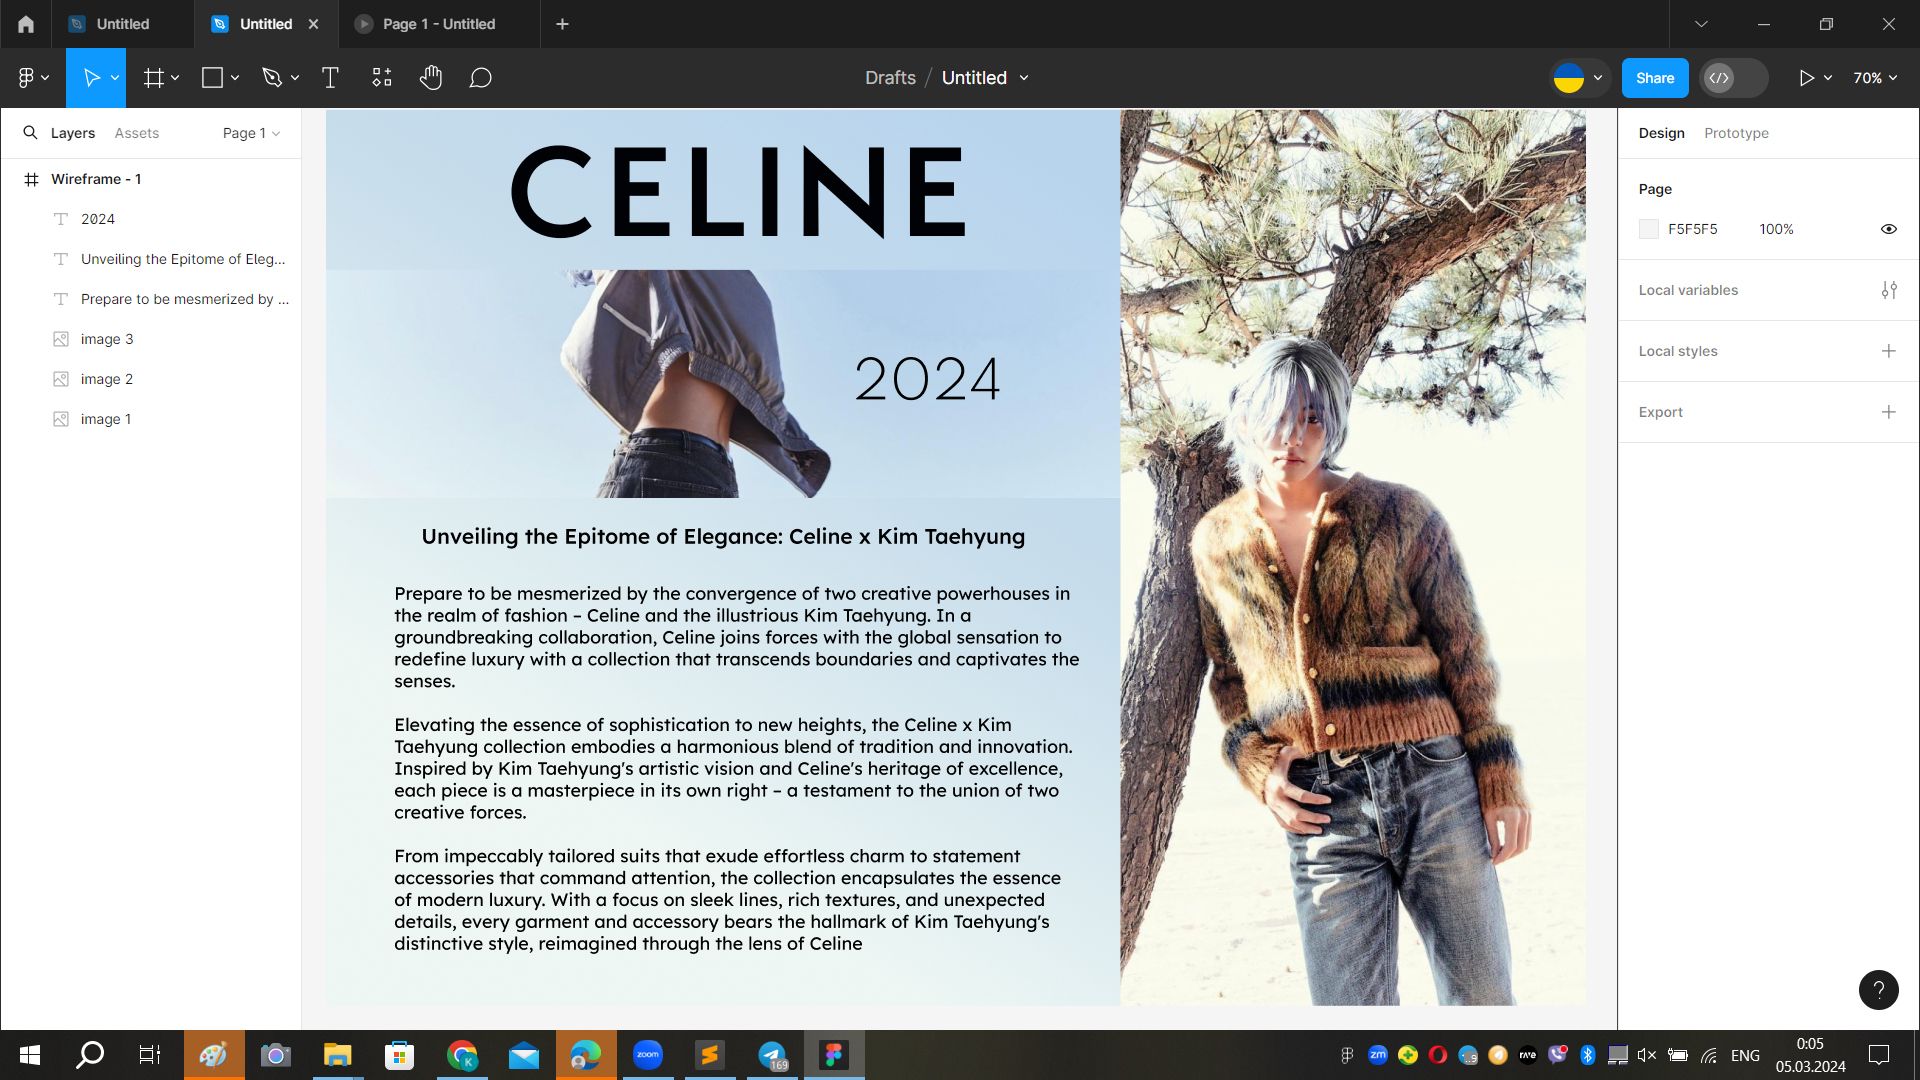 Untitled
Untitled
Page 1 - Untitled
Drafts / Untitled
Share
70%
Layers
Assets
Page 1
Wireframe - 1
2024
Unveiling the Epitome of Eleg...
Prepare to be mesmerized by ...
image 3
image 2
image 1
CELINE
2024
Unveiling the Epitome of Elegance: Celine x Kim Taehyung
Prepare to be mesmerized by the convergence of two creative powerhouses in
the realm of fashion – Celine and the illustrious Kim Taehyung. In a
groundbreaking collaboration, Celine joins forces with the global sensation to
redefine luxury with a collection that transcends boundaries and captivates the
senses.
Elevating the essence of sophistication to new heights, the Celine x Kim
Taehyung collection embodies a harmonious blend of tradition and innovation.
Inspired by Kim Taehyung's artistic vision and Celine's heritage of excellence,
each piece is a masterpiece in its own right – a testament to the union of two
creative forces.
From impeccably tailored suits that exude effortless charm to statement
accessories that command attention, the collection encapsulates the essence
of modern luxury. With a focus on sleek lines, rich textures, and unexpected
details, every garment and accessory bears the hallmark of Kim Taehyung's
distinctive style, reimagined through the lens of Celine
Design
Prototype
Page
F5F5F5
100%
Local variables
Local styles
Export
?
K
zoom
169
zm
rave
ENG
0:05
05.03.2024